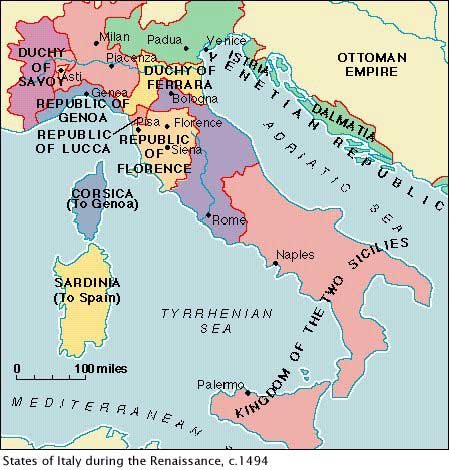 Milan
Padua
Venice
DUCHY
OF
SAVOY
Asti
Piacenza
DUCHY OF
FERRARA
ISTRIA
OTTOMAN
EMPIRE
Genoa
REPUBLIC OF
GENOA
Bologna
VENETIAN REPUBLIC
DALMATIA
REPUBLIC
OF LUCCA
Pisa
Florence
REPUBLIC
OF
FLORENCE
Siena
ADRIATIC SEA
CORSICA
(To Genoa)
Rome
Naples
SARDINIA
(To Spain)
KINGDOM OF THE TWO SICILIES
TYRRHENIAN
SEA
0 100 miles
Palermo
MEDITERRANEAN S
States of Italy during the Renaissance, c.1494